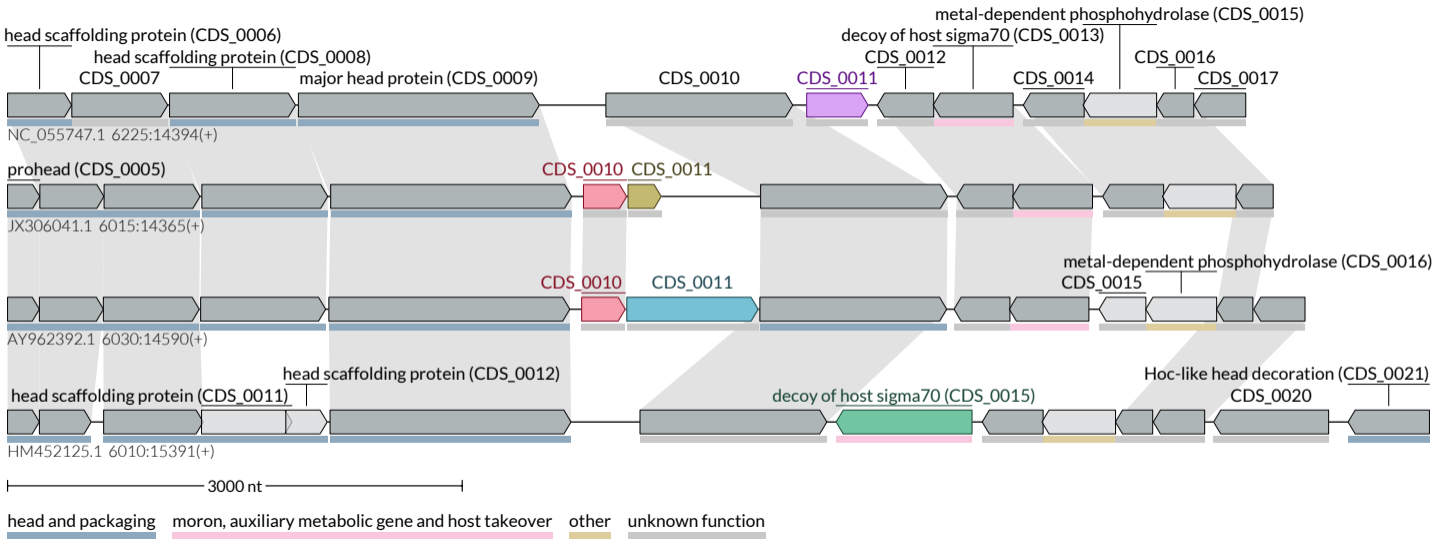 metal-dependent phosphohydrolase (CDS_0015)
head scaffolding protein (CDS_0006)
decoy of host sigma70 (CDS_0013)
head scaffolding protein (CDS_0008)
CDS_0012
CDS_0016
CDS_0007
major head protein (CDS_0009)
CDS_0010
CDS_0011
CDS_0014
CDS_0017
NC_055747.1 6225:14394(+)
prohead (CDS_0005)
CDS_0010
CDS_0011
JX306041.1 6015:14365(+)
metal-dependent phosphohydrolase (CDS_0016)
CDS_0010
CDS_0011
CDS_0015
AY962392.1 6030:14590(+)
head scaffolding protein (CDS_0012)
Hoc-like head decoration (CDS_0021)
head scaffolding protein (CDS_0011)
decoy of host sigma70 (CDS_0015)
CDS_0020
HM452125.1 6010:15391(+)
3000 nt
head and packaging
moron, auxiliary metabolic gene and host takeover
other
unknown function